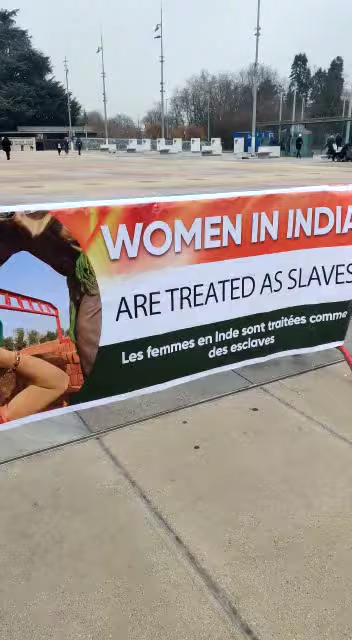 WOMEN IN INDIA
ARE TREATED AS SLAVES
Les femmes en Inde sont traitées comme
des esclaves